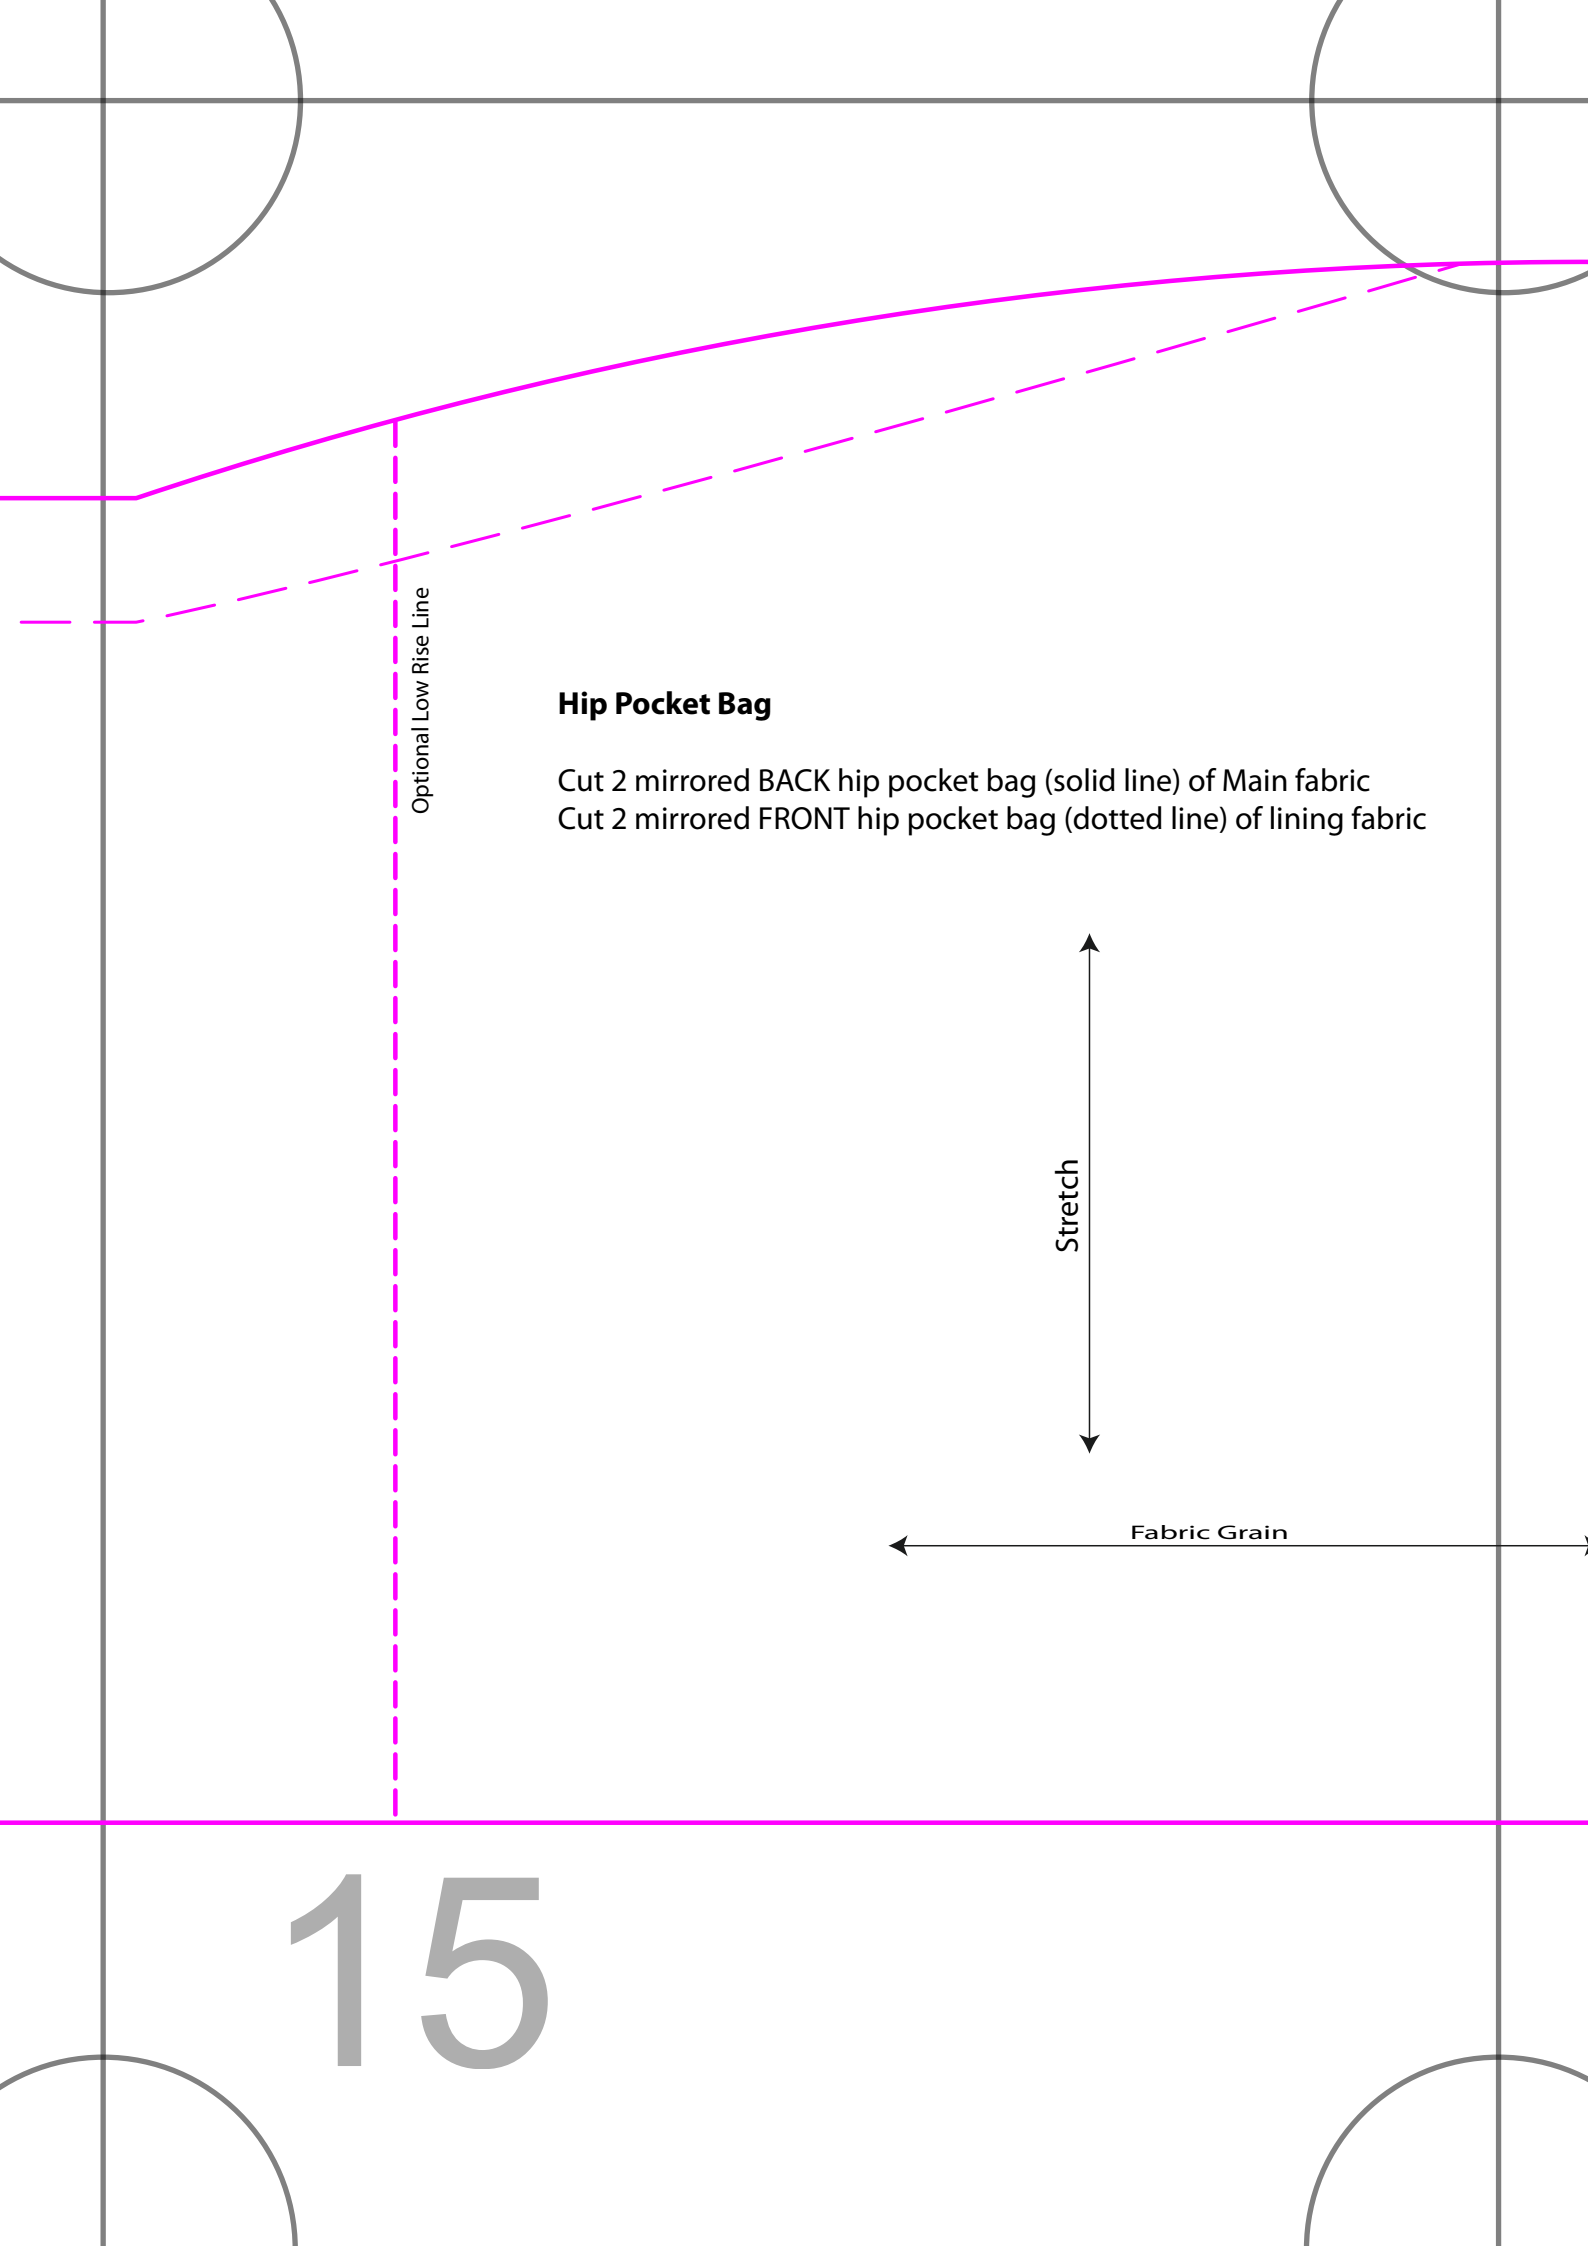 Optional Low Rise Line
Hip Pocket Bag
Cut 2 mirrored BACK hip pocket bag (solid line) of Main fabric
Cut 2 mirrored FRONT hip pocket bag (dotted line) of lining fabric
Stretch
Fabric Grain
15